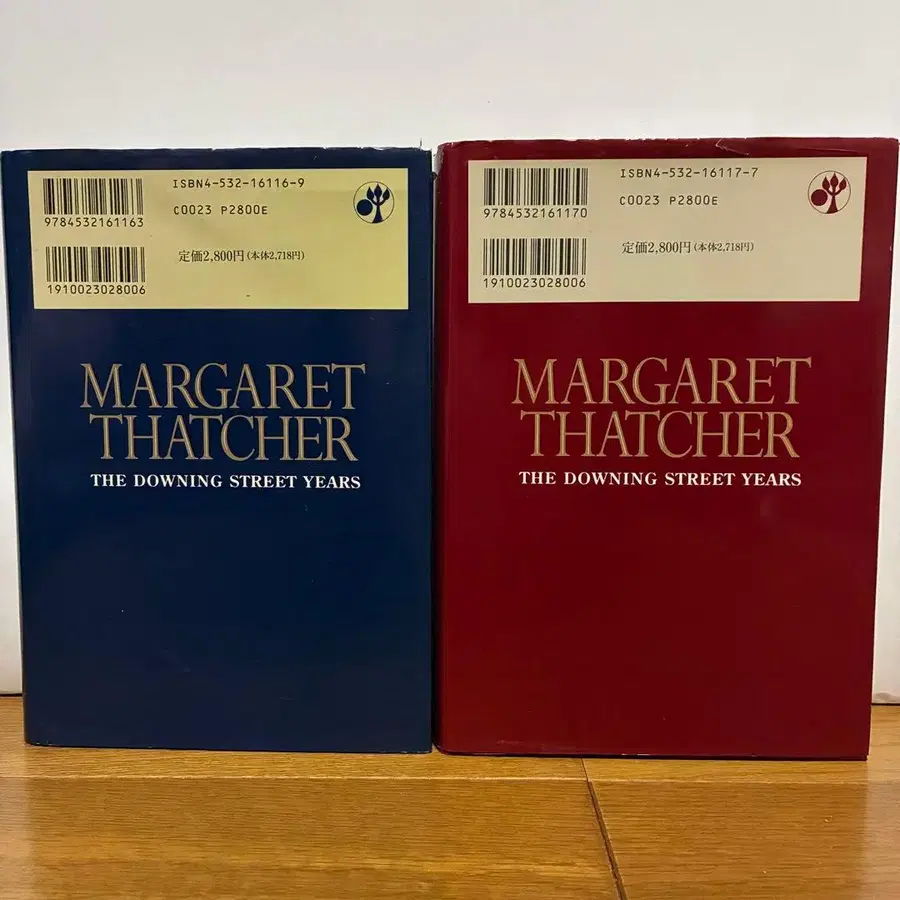 ISBN4-532-16116-9
9784532161163
C0023 P2800E
1910023028006
定価2,800円(本体2,718円)
MARGARET
THATCHER
THE DOWNING STREET YEARS
ISBN4-532-16117-7
9784532161170
C0023 P2800E
1910023028006
定価2,800円(本体2,718円)
MARGARET
THATCHER
THE DOWNING STREET YEARS